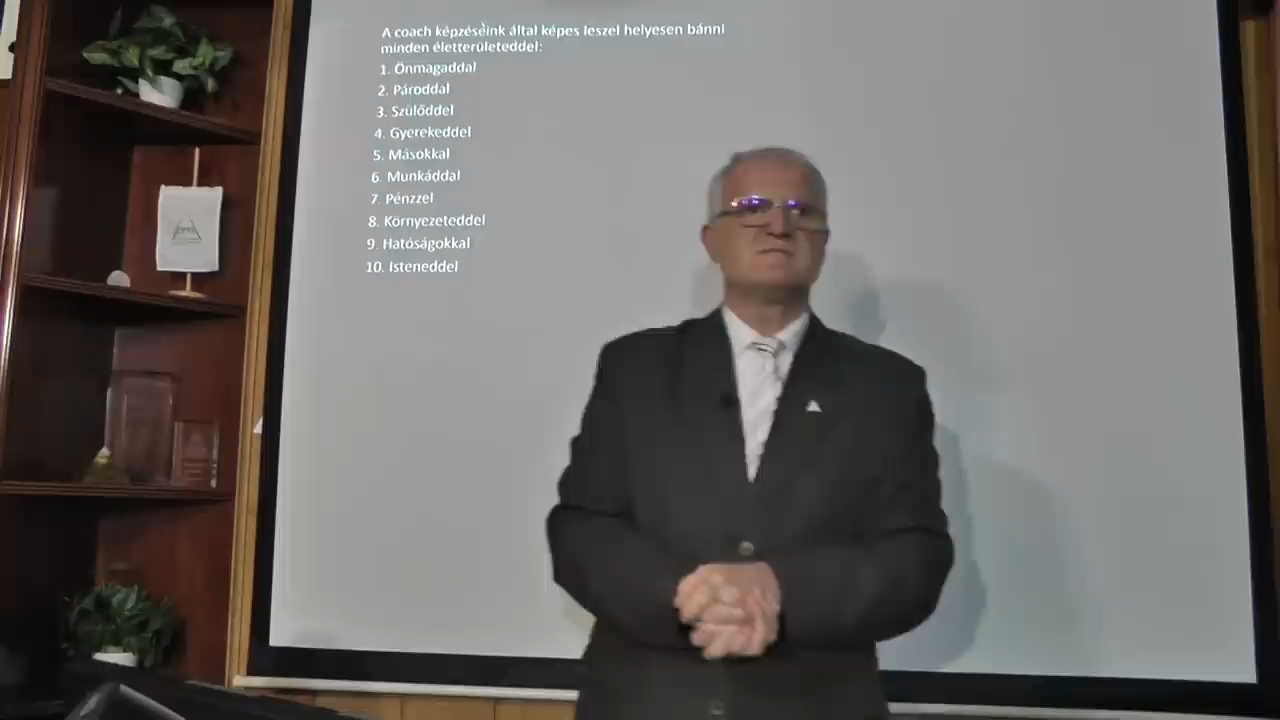 A coach képzéseink által képes leszel helyesen bánni
minden életterületeddel:
1. Önmagaddal
2. Pároddal
3. Szülőddel
4. Gyerekeddel
5. Másokkal
6. Munkáddal
7. Pénzzel
8. Környezeteddel
9. Hatóságokkal
10. Isteneddel